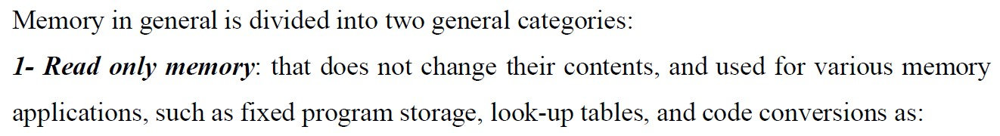 Memory in general is divided into two general categories:
1- Read only memory: that does not change their contents, and used for various memory
applications, such as fixed program storage, look-up tables, and code conversions as: